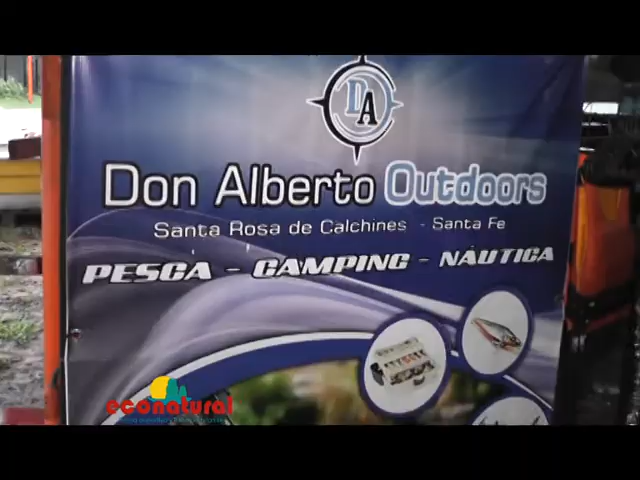 DA
Don Alberto Outdoors
Santa Rosa de Calchines - Santa Fe
PESCA - CAMPING - NÁUTICA
econatural